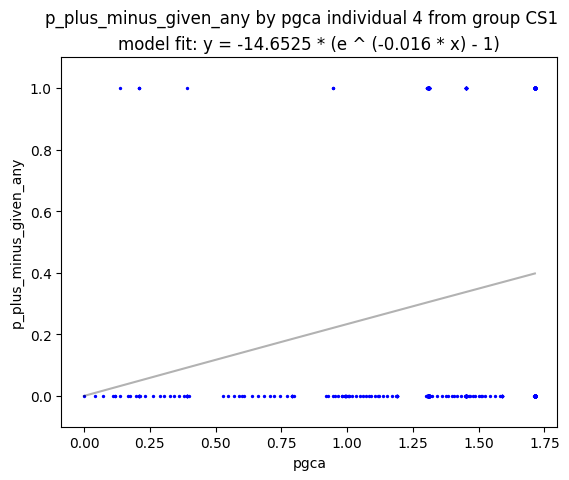 p_plus_minus_given_any by pgca individual 4 from group CS1
model fit: y = -14.6525 * (e ^ (-0.016 * x) - 1)
1.0
0.8
0.6
0.4
0.2
0.0
p_plus_minus_given_any
0.00 0.25 0.50 0.75 1.00 1.25 1.50 1.75
pgca